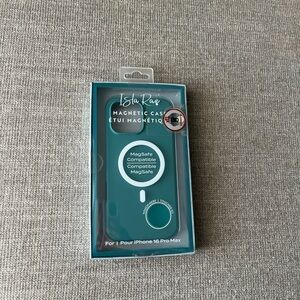 Isla Rae
MAGNETIC CASE
ÉTUI MAGNÉTIQUE
MagSafe
Compatible
Compatible
MagSafe
For | Pour iPhone 16 Pro Max